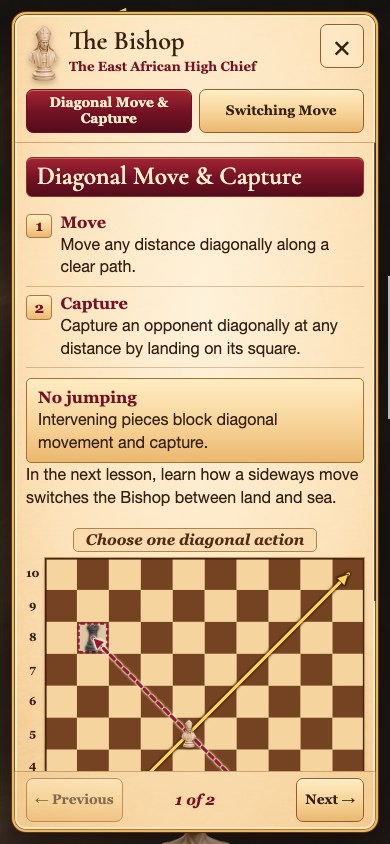 The Bishop
The East African High Chief
×
Diagonal Move &
Capture
Switching Move
Diagonal Move & Capture
1
Move
Move any distance diagonally along a
clear path.
2
Capture
Capture an opponent diagonally at any
distance by landing on its square.
No jumping
Intervening pieces block diagonal
movement and capture.
In the next lesson, learn how a sideways move
switches the Bishop between land and sea.
Choose one diagonal action
10
9
8
7
6
5
4
← Previous
1 of 2
Next →